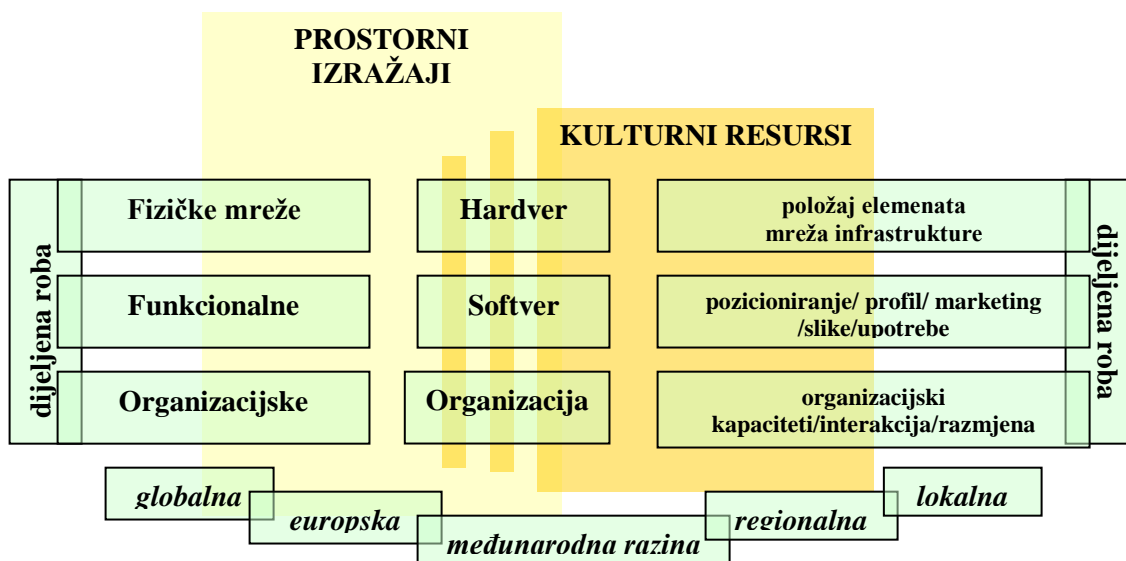 PROSTORNI
IZRAŽAJI
KULTURNI RESURSI
dijeljena roba
Fizičke mreže
Hardver
položaj elemenata
mreža infrastrukture
dijeljena roba
Funkcionalne
Softver
pozicioniranje/ profil/ marketing
/slike/upotrebe
Organizacijske
Organizacija
organizacijski
kapaciteti/interakcija/razmjena
globalna
europska
međunarodna razina
regionalna
lokalna